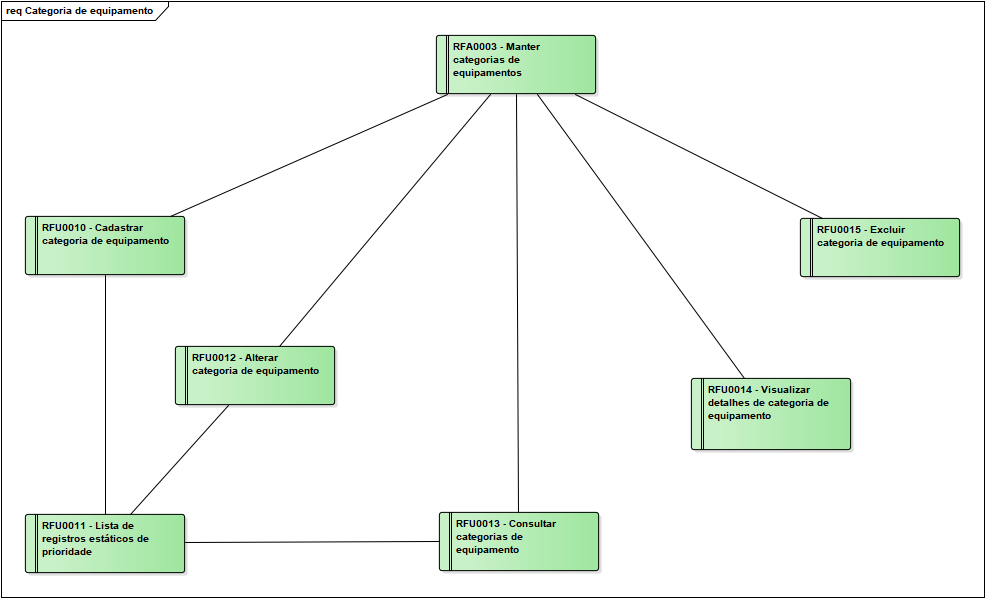 req Categoria de equipamento
RFA0003 - Manter
categorias de
equipamentos
RFU0010 - Cadastrar
categoria de equipamento
RFU0015 - Excluir
categoria de equipamento
RFU0012 - Alterar
categoria de equipamento
RFU0014 - Visualizar
detalhes de categoria de
equipamento
RFU0011 - Lista de
registros estáticos de
prioridade
RFU0013 - Consultar
categorias de
equipamento